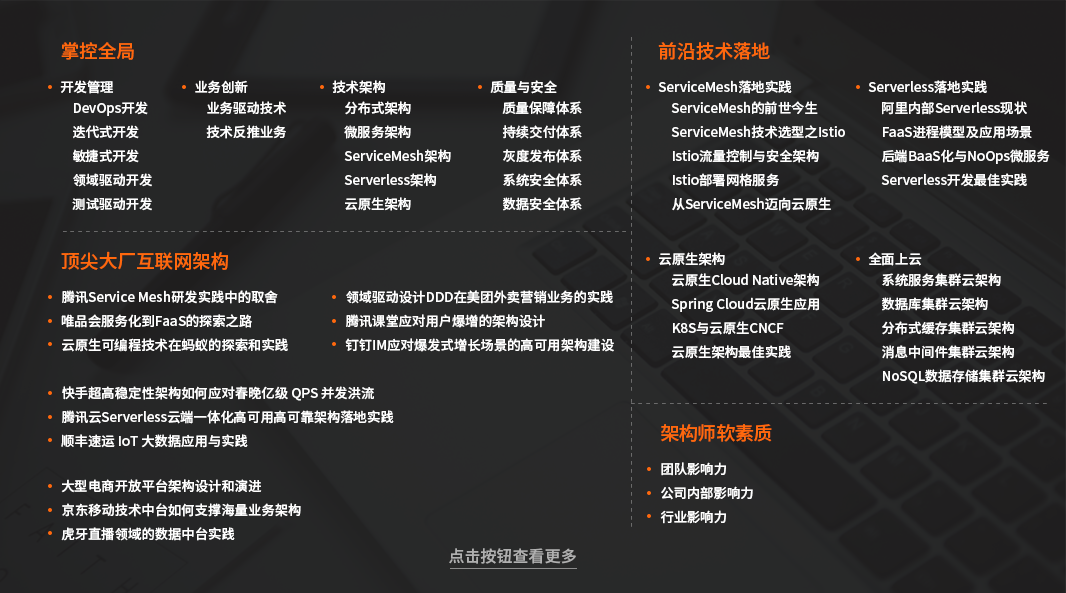 掌控全局
开发管理
DevOps开发
迭代式开发
敏捷式开发
领域驱动开发
测试驱动开发
业务创新
业务驱动技术
技术反推业务
技术架构
分布式架构
微服务架构
ServiceMesh架构
Serverless架构
云原生架构
质量与安全
质量保障体系
持续交付体系
灰度发布体系
系统安全体系
数据安全体系
顶尖大厂互联网架构
腾讯Service Mesh研发实践中的取舍
唯品会服务化到FaaS的探索之路
云原生可编程技术在蚂蚁的探索和实践
领域驱动设计DDD在美团外卖营销业务的实践
腾讯课堂应对用户爆增的架构设计
钉钉IM应对爆发式增长场景的高可用架构建设
快手超高稳定性架构如何应对春晚亿级 QPS 并发洪流
腾讯云Serverless云端一体化高可用高可靠架构落地实践
顺丰速运 IoT 大数据应用与实践
大型电商开放平台架构设计和演进
京东移动技术中台如何支撑海量业务架构
虎牙直播领域的数据中台实践
前沿技术落地
ServiceMesh落地实践
ServiceMesh的前世今生
ServiceMesh技术选型之Istio
Istio流量控制与安全架构
Istio部署网格服务
从ServiceMesh迈向云原生
Serverless落地实践
阿里内部Serverless现状
FaaS进程模型及应用场景
后端BaaS化与NoOps微服务
Serverless开发最佳实践
云原生架构
云原生Cloud Native架构
Spring Cloud云原生应用
K8S与云原生CNCF
云原生架构最佳实践
全面上云
系统服务集群云架构
数据库集群云架构
分布式缓存集群云架构
消息中间件集群云架构
NoSQL数据存储集群云架构
架构师软素质
团队影响力
公司内部影响力
行业影响力
点击按钮查看更多